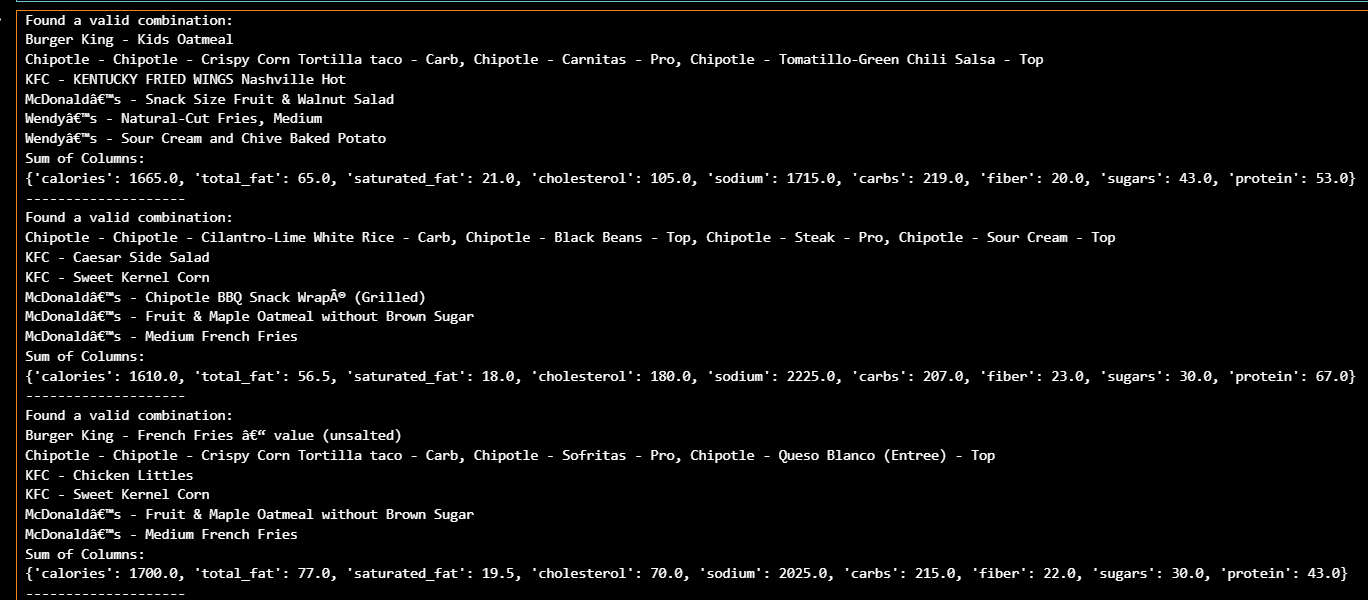 Found a valid combination:
Burger King - Kids Oatmeal
Chipotle - Chipotle - Crispy Corn Tortilla taco - Carb, Chipotle - Carnitas - Pro, Chipotle - Tomatillo-Green Chili Salsa - Top
KFC - KENTUCKY FRIED WINGS Nashville Hot
McDonaldâ€™s - Snack Size Fruit & Walnut Salad
Wendyâ€™s - Natural-Cut Fries, Medium
Wendyâ€™s - Sour Cream and Chive Baked Potato
Sum of Columns:
{'calories': 1665.0, 'total_fat': 65.0, 'saturated_fat': 21.0, 'cholesterol': 105.0, 'sodium': 1715.0, 'carbs': 219.0, 'fiber': 20.0, 'sugars': 43.0, 'protein': 53.0}
--------------------
Found a valid combination:
Chipotle - Chipotle - Cilantro-Lime White Rice - Carb, Chipotle - Black Beans - Top, Chipotle - Steak - Pro, Chipotle - Sour Cream - Top
KFC - Caesar Side Salad
KFC - Sweet Kernel Corn
McDonaldâ€™s - Chipotle BBQ Snack WrapÂ® (Grilled)
McDonaldâ€™s - Fruit & Maple Oatmeal without Brown Sugar
McDonaldâ€™s - Medium French Fries
Sum of Columns:
{'calories': 1610.0, 'total_fat': 56.5, 'saturated_fat': 18.0, 'cholesterol': 180.0, 'sodium': 2225.0, 'carbs': 207.0, 'fiber': 23.0, 'sugars': 30.0, 'protein': 67.0}
--------------------
Found a valid combination:
Burger King - French Fries â€“ value (unsalted)
Chipotle - Chipotle - Crispy Corn Tortilla taco - Carb, Chipotle - Sofritas - Pro, Chipotle - Queso Blanco (Entree) - Top
KFC - Chicken Littles
KFC - Sweet Kernel Corn
McDonaldâ€™s - Fruit & Maple Oatmeal without Brown Sugar
McDonaldâ€™s - Medium French Fries
Sum of Columns:
{'calories': 1700.0, 'total_fat': 77.0, 'saturated_fat': 19.5, 'cholesterol': 70.0, 'sodium': 2025.0, 'carbs': 215.0, 'fiber': 22.0, 'sugars': 30.0, 'protein': 43.0}
--------------------